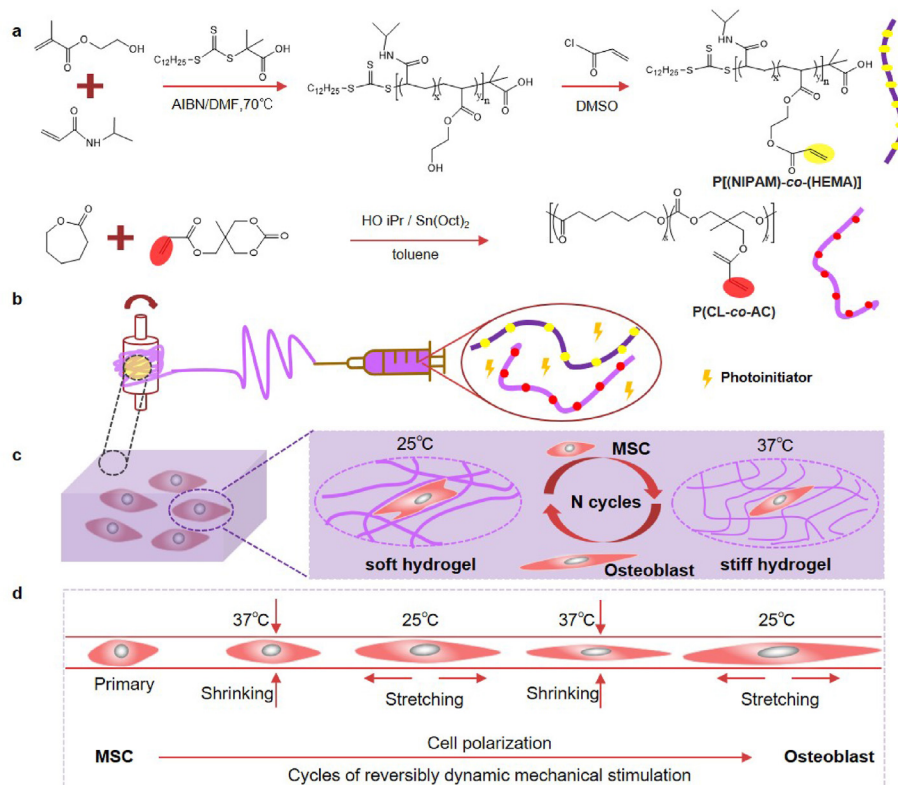 a
O
O
OH
C12H25
S
S
S
OH
O
AIBN/DMF,70℃
O
N
H
C12H25
S
S
S
HN
O
x
y
n
OH
O
O
O
OH
Cl
O
DMSO
C12H25
S
S
S
HN
O
x
y
n
OH
O
O
O
O
O
P[(NIPAM)-co-(HEMA)]
O
O
O
O
O
O
O
HO iPr / Sn(Oct)2
toluene
O
O
x
O
O
O
y
O
O
P(CL-co-AC)
b
Photoinitiator
c
25℃
MSC
37℃
N cycles
soft hydrogel
Osteoblast
stiff hydrogel
d
37℃
25℃
37℃
25℃
Primary
Shrinking
Stretching
Shrinking
Stretching
MSC
Cell polarization
Osteoblast
Cycles of reversibly dynamic mechanical stimulation